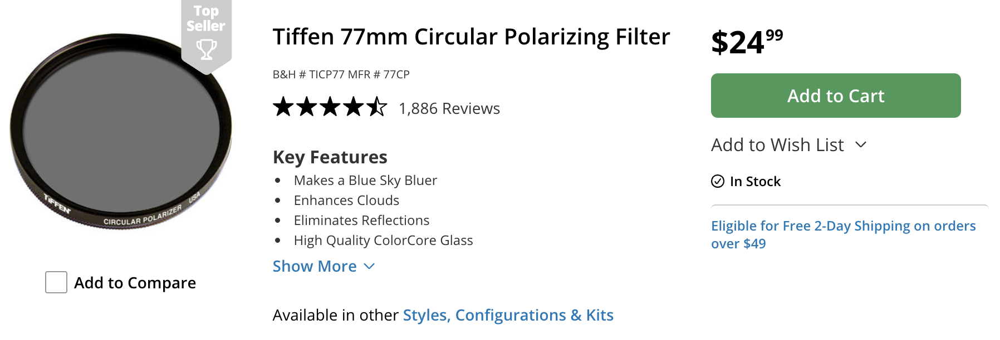 Top
Seller
TIFFEN
CIRCULAR POLARIZER
USA
Add to Compare
Tiffen 77mm Circular Polarizing Filter
B&H # TICP77 MFR # 77CP
1,886 Reviews
Key Features
Makes a Blue Sky Bluer
Enhances Clouds
Eliminates Reflections
High Quality ColorCore Glass
Show More
Available in other Styles, Configurations & Kits
$24 99
Add to Cart
Add to Wish List
In Stock
Eligible for Free 2-Day Shipping on orders
over $49